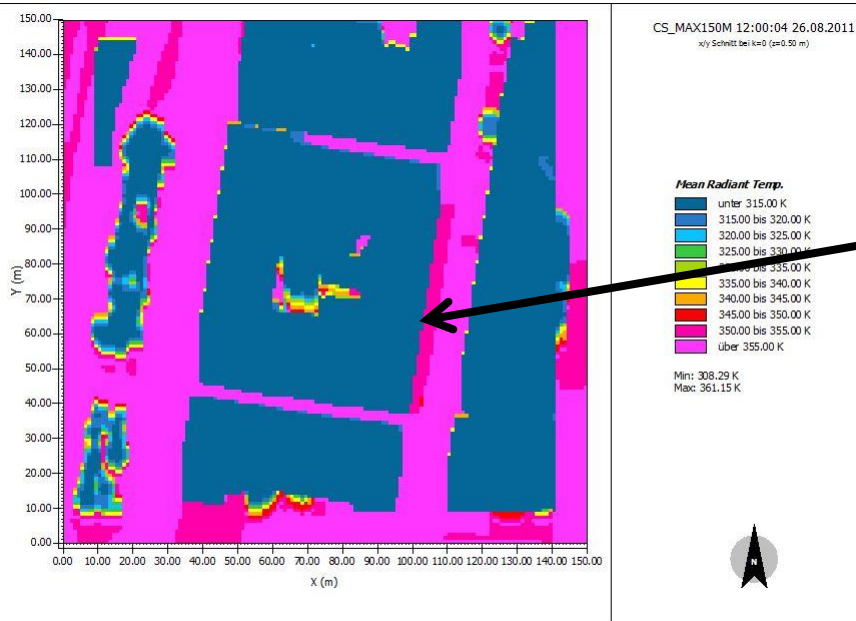 150.00
140.00
130.00
120.00
110.00
100.00
90.00
80.00
70.00
60.00
50.00
40.00
30.00
20.00
10.00
0.00
Y (m)
0.00 10.00 20.00 30.00 40.00 50.00 60.00 70.00 80.00 90.00 100.00 110.00 120.00 130.00 140.00 150.00
X (m)
CS_MAX150M 12:00:04 26.08.2011
x/y Schnitt bei k=0 (z=0.50 m)
Mean Radiant Temp.
unter 315.00 K
315.00 bis 320.00 K
320.00 bis 325.00 K
325.00 bis 330.00 K
bis 335.00 K
335.00 bis 340.00 K
340.00 bis 345.00 K
345.00 bis 350.00 K
350.00 bis 355.00 K
über 355.00 K
Min: 308.29 K
Max: 361.15 K
N